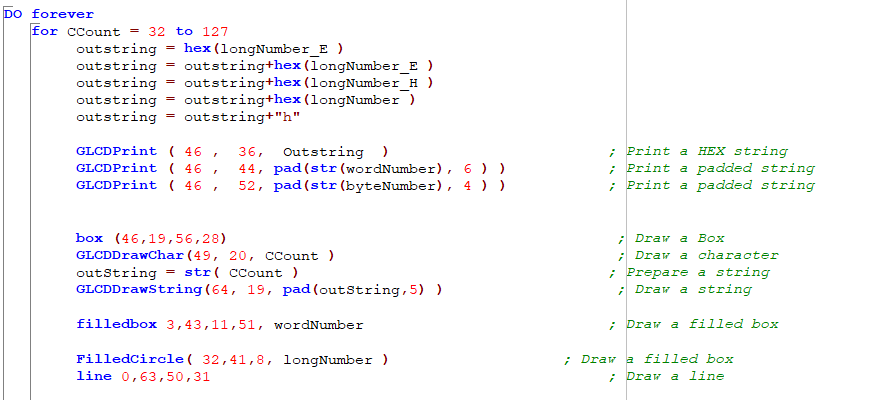 DO forever
for CCount = 32 to 127
outstring = hex(longNumber_E )
outstring = outstring+hex(longNumber_E )
outstring = outstring+hex(longNumber_H )
outstring = outstring+hex(longNumber )
outstring = outstring+"h"
GLCDPrint ( 46 , 36, Outstring ) ; Print a HEX string
GLCDPrint ( 46 , 44, pad(str(wordNumber), 6 ) ) ; Print a padded string
GLCDPrint ( 46 , 52, pad(str(byteNumber), 4 ) ) ; Print a padded string
box (46,19,56,28) ; Draw a Box
GLCDDrawChar(49, 20, CCount ) ; Draw a character
outString = str( CCount ) ; Prepare a string
GLCDDrawString(64, 19, pad(outString,5) ) ; Draw a string
filledbox 3,43,11,51, wordNumber ; Draw a filled box
FilledCircle( 32,41,8, longNumber ) ; Draw a filled box
line 0,63,50,31 ; Draw a line